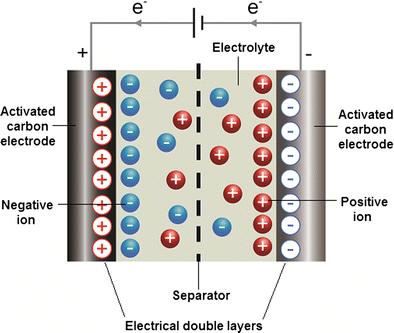 e- e-
+ -
Electrolyte
Activated
carbon
electrode
Activated
carbon
electrode
Negative
ion
Positive
ion
Separator
Electrical double layers